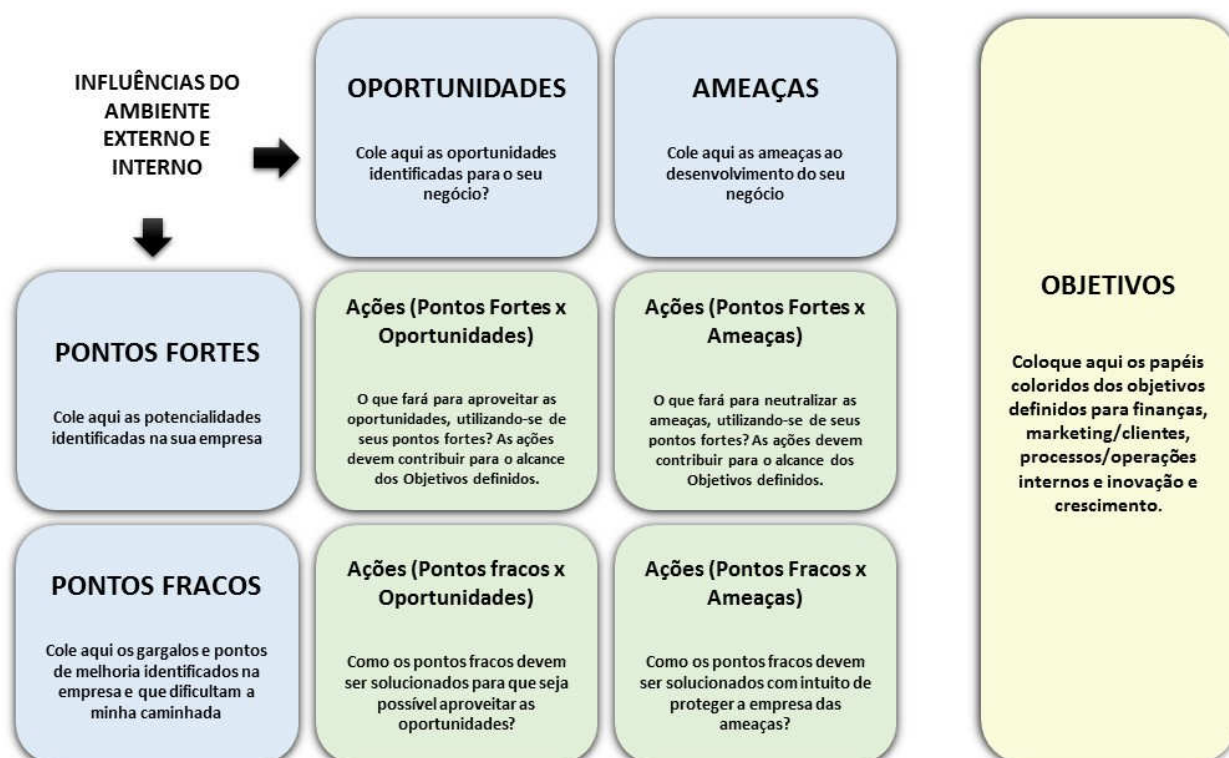 INFLUÊNCIAS DO
AMBIENTE
EXTERNO E
INTERNO
OPORTUNIDADES
Cole aqui as oportunidades
identificadas para o seu
negócio?
AMEAÇAS
Cole aqui as ameaças ao
desenvolvimento do seu
negócio
PONTOS FORTES
Cole aqui as potencialidades
identificadas na sua empresa
Ações (Pontos Fortes x
Oportunidades)
O que fará para aproveitar as
oportunidades, utilizando-se de
seus pontos fortes? As ações
devem contribuir para o alcance
dos Objetivos definidos.
Ações (Pontos Fortes x
Ameaças)
O que fará para neutralizar as
ameaças, utilizando-se de seus
pontos fortes? As ações devem
contribuir para o alcance dos
Objetivos definidos.
PONTOS FRACOS
Cole aqui os gargalos e pontos
de melhoria identificados na
empresa e que dificultam a
minha caminhada
Ações (Pontos fracos x
Oportunidades)
Como os pontos fracos devem
ser solucionados para que seja
possível aproveitar as
oportunidades?
Ações (Pontos Fracos x
Ameaças)
Como os pontos fracos devem
ser solucionados com intuito de
proteger a empresa das
ameaças?
OBJETIVOS
Coloque aqui os papéis
coloridos dos objetivos
definidos para finanças,
marketing/clientes,
processos/operações
internos e inovação e
crescimento.